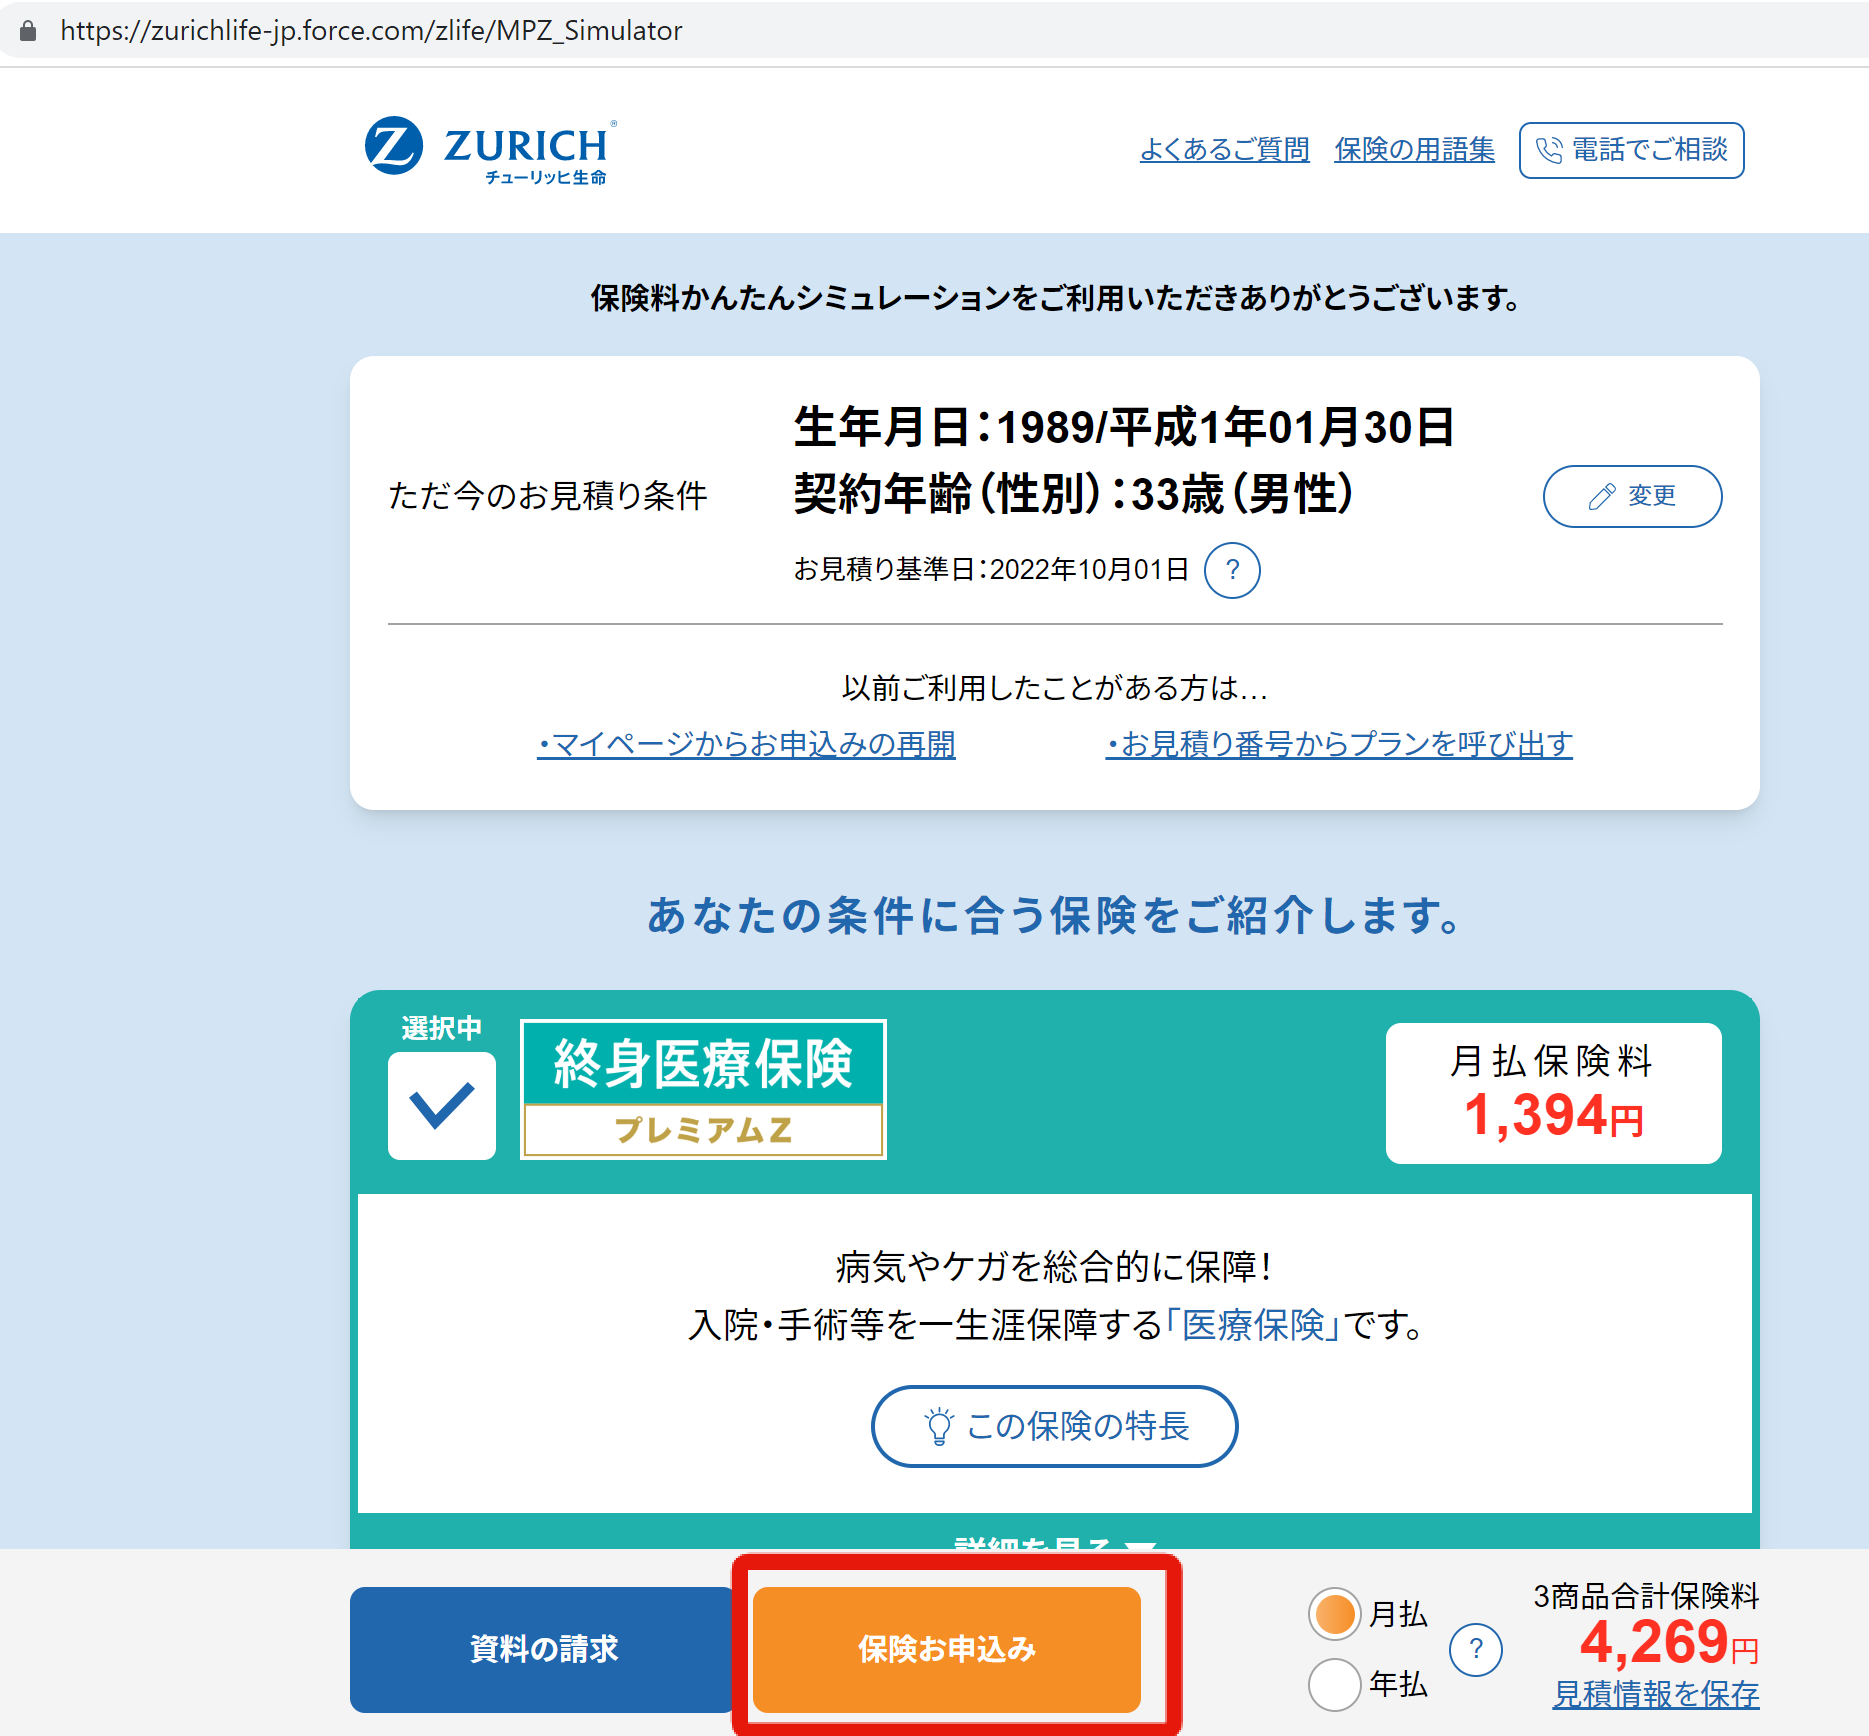 https://zurichlife-jp.force.com/zlife/MPZ_Simulator
ZURICH®
チューリッヒ生命
よくあるご質問 保険の用語集 電話でご相談
保険料かんたんシミュレーションをご利用いただきありがとうございます。
ただ今のお見積り条件
生年月日：1989/平成1年01月30日
契約年齢（性別）：33歳（男性）
お見積り基準日：2022年10月01日 ?
変更
以前ご利用したことがある方は…
・マイページからお申込みの再開 ・お見積り番号からプランを呼び出す
あなたの条件に合う保険をご紹介します。
選択中
終身医療保険
プレミアムZ
月払保険料
1,394円
病気やケガを総合的に保障！
入院・手術等を一生涯保障する「医療保険」です。
この保険の特長
詳細を見る▼
資料の請求
保険お申込み
月払
年払
?
3商品合計保険料
4,269円
見積情報を保存